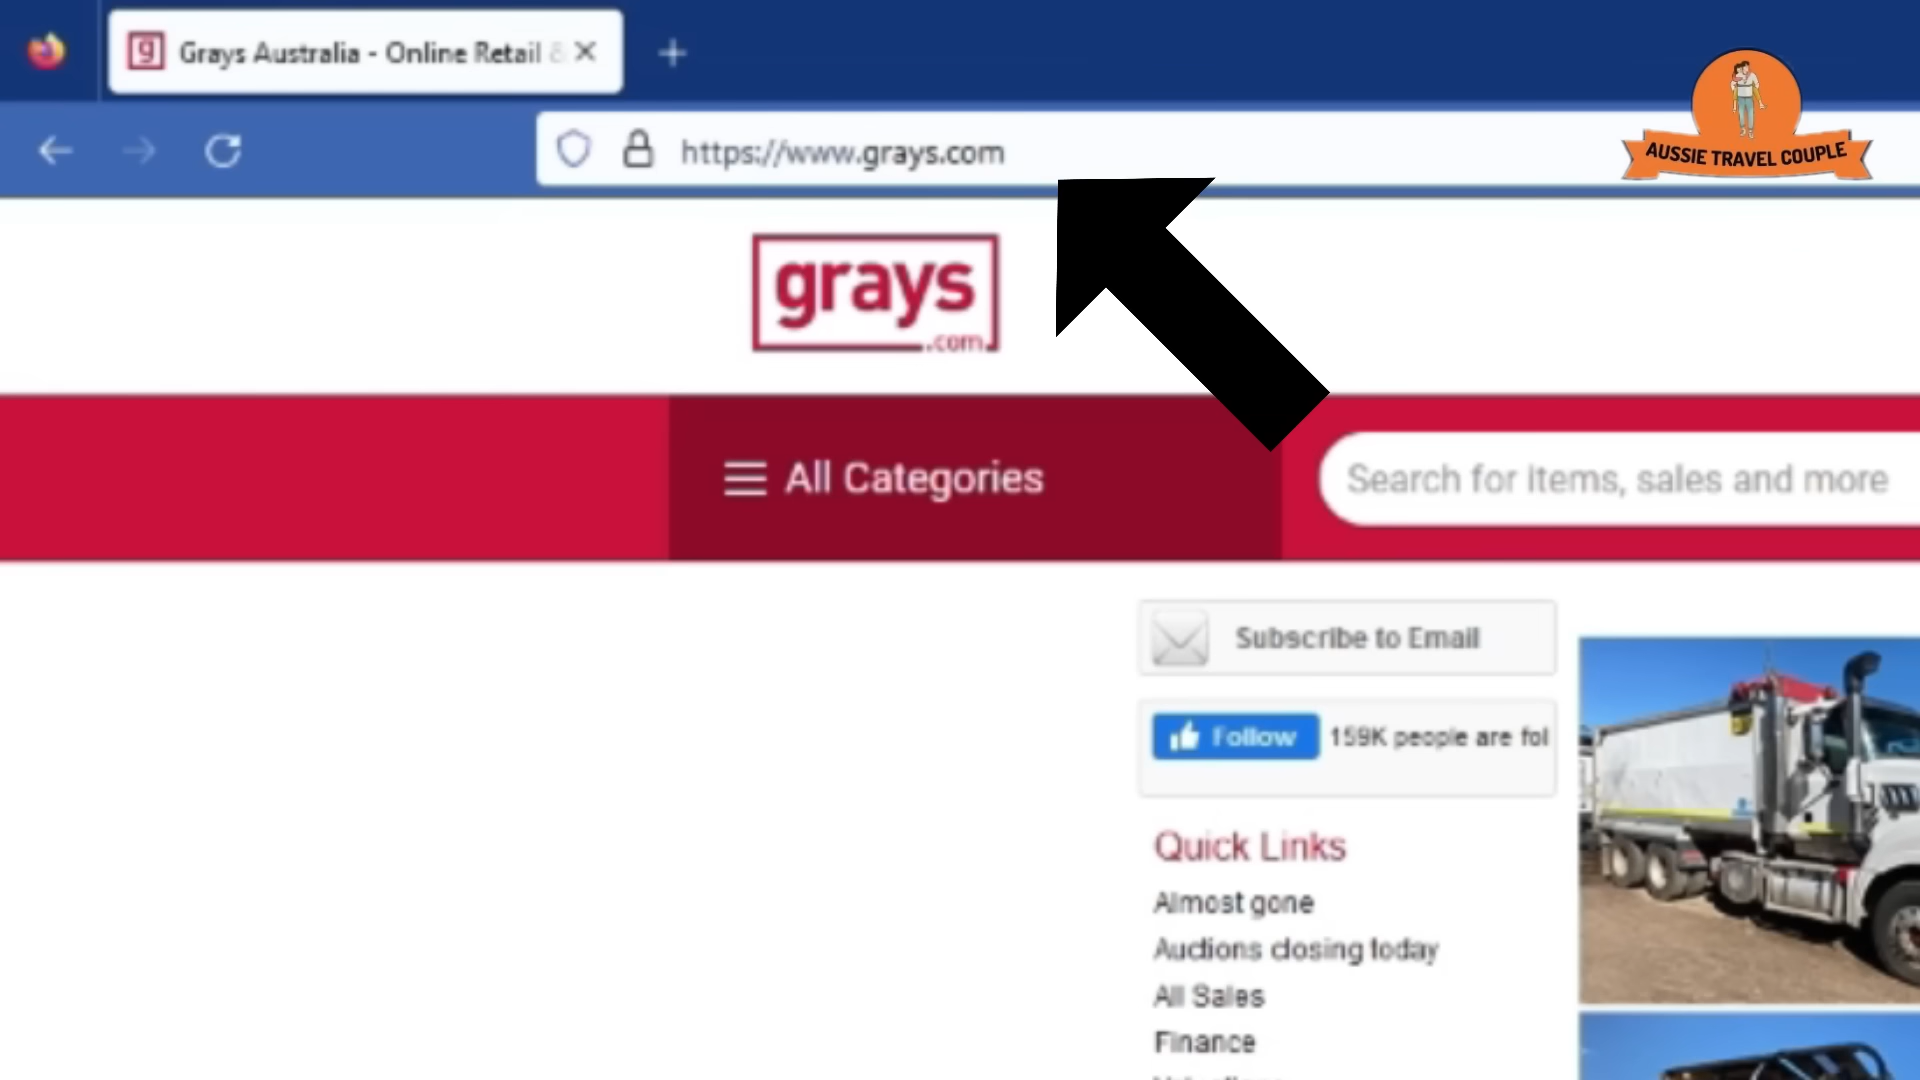 Grays Australia - Online Retail &
https://www.grays.com
AUSSIE TRAVEL COUPLE
grays
.com
All Categories
Search for Items, sales and more
Subscribe to Email
Follow
159K people are fol
Quick Links
Almost gone
Auctions closing today
All Sales
Finance